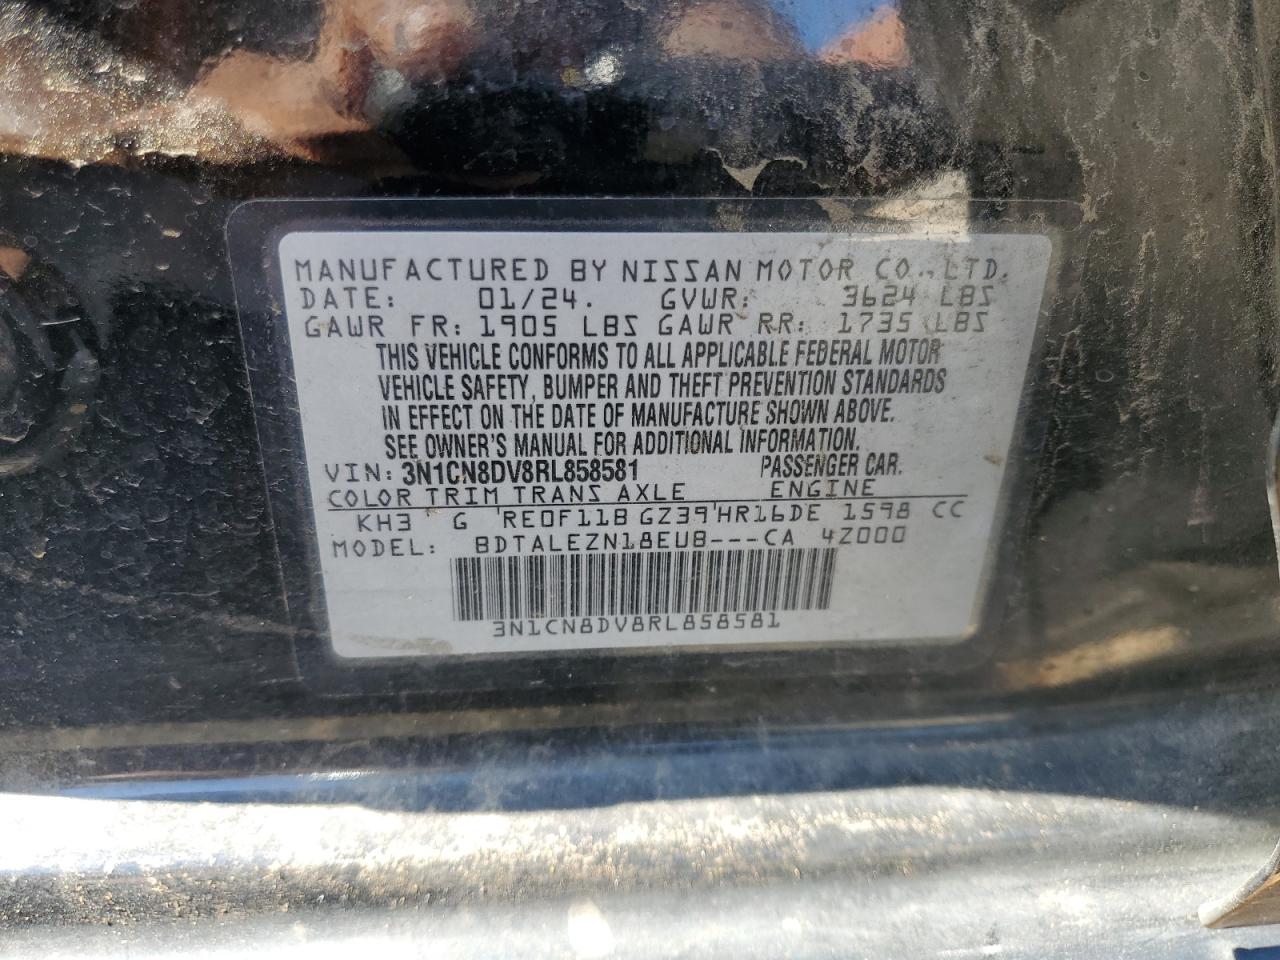 MANUFACTURED BY NISSAN MOTOR CO.,LTD.
DATE: 01/24. GVWR: 3624 LBS
GAWR FR: 1905 LBS GAWR RR: 1735 LBS
THIS VEHICLE CONFORMS TO ALL APPLICABLE FEDERAL MOTOR
VEHICLE SAFETY, BUMPER AND THEFT PREVENTION STANDARDS
IN EFFECT ON THE DATE OF MANUFACTURE SHOWN ABOVE.
SEE OWNER'S MANUAL FOR ADDITIONAL INFORMATION.
VIN: 3N1CN8DV8RL858581 PASSENGER CAR.
COLOR TRIM TRANS AXLE ENGINE
KH3 G RE0F11B GZ39 HR16DE 1598 CC
MODEL: BDTALEZN18EUB---CA 4Z000
3N1CN8DV8RL858581